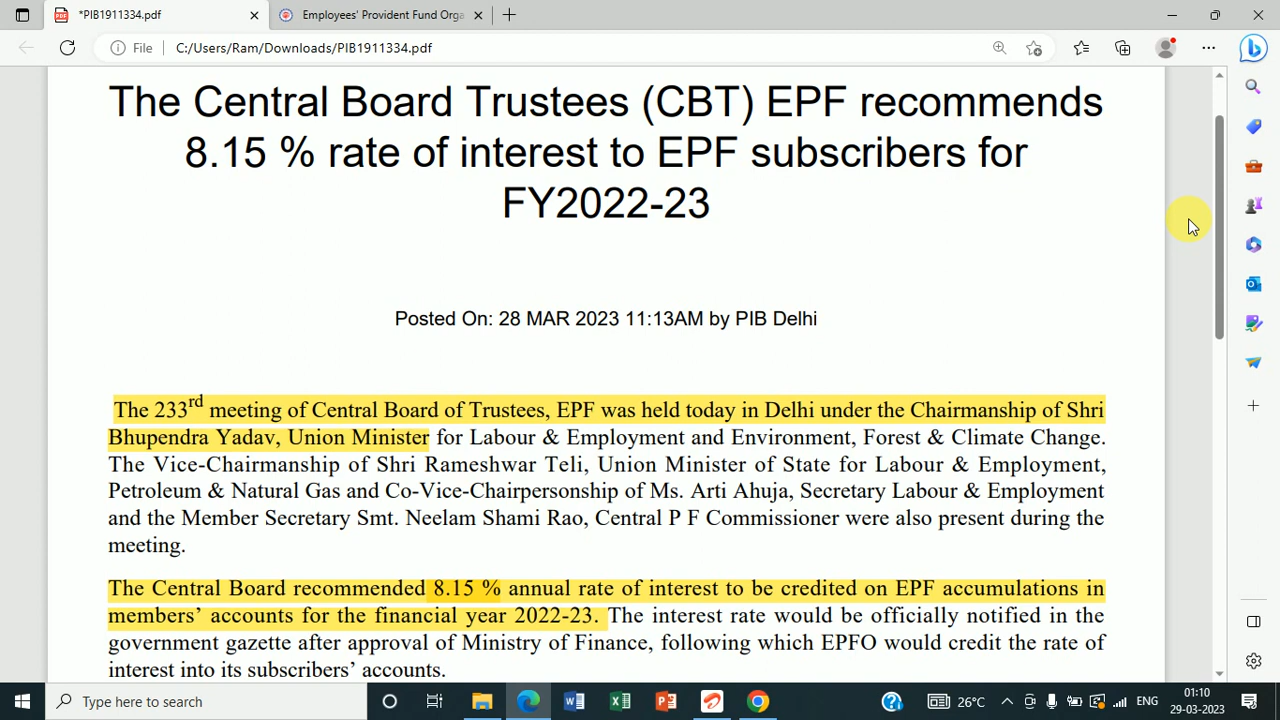 *PIB1911334.pdf
Employees' Provident Fund Orga
File
C:/Users/Ram/Downloads/PIB1911334.pdf
The Central Board Trustees (CBT) EPF recommends
8.15 % rate of interest to EPF subscribers for
FY2022-23
Posted On: 28 MAR 2023 11:13AM by PIB Delhi
The 233rd meeting of Central Board of Trustees, EPF was held today in Delhi under the Chairmanship of Shri
Bhupendra Yadav, Union Minister for Labour & Employment and Environment, Forest & Climate Change.
The Vice-Chairmanship of Shri Rameshwar Teli, Union Minister of State for Labour & Employment,
Petroleum & Natural Gas and Co-Vice-Chairpersonship of Ms. Arti Ahuja, Secretary Labour & Employment
and the Member Secretary Smt. Neelam Shami Rao, Central P F Commissioner were also present during the
meeting.
The Central Board recommended 8.15 % annual rate of interest to be credited on EPF accumulations in
members' accounts for the financial year 2022-23. The interest rate would be officially notified in the
government gazette after approval of Ministry of Finance, following which EPFO would credit the rate of
interest into its subscribers' accounts.
Type here to search
26°C
ENG
01:10
29-03-2023